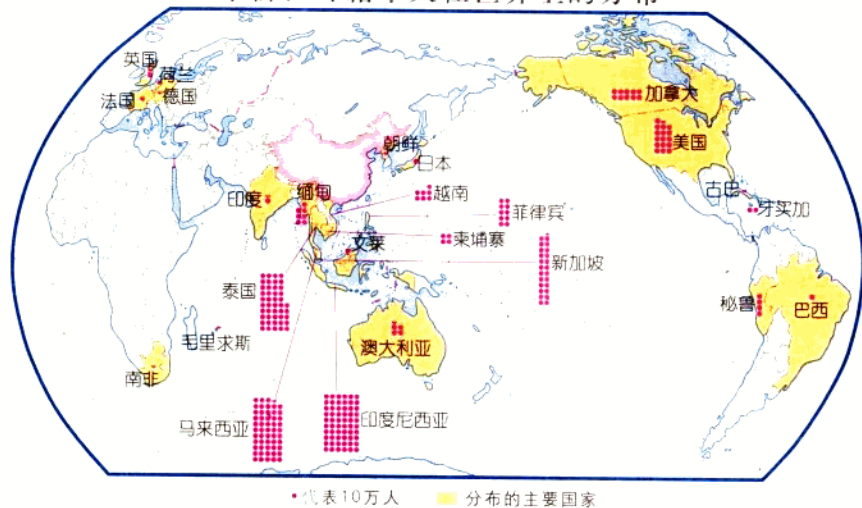 英国
荷兰
法国
德国
加拿大
朝鲜
美国
日本
印度
缅甸
越南
古巴
菲律宾
牙买加
文莱
柬埔寨
新加坡
泰国
秘鲁
巴西
毛里求斯
澳大利亚
南非
马来西亚
印度尼西亚
代表10万人
分布的主要国家